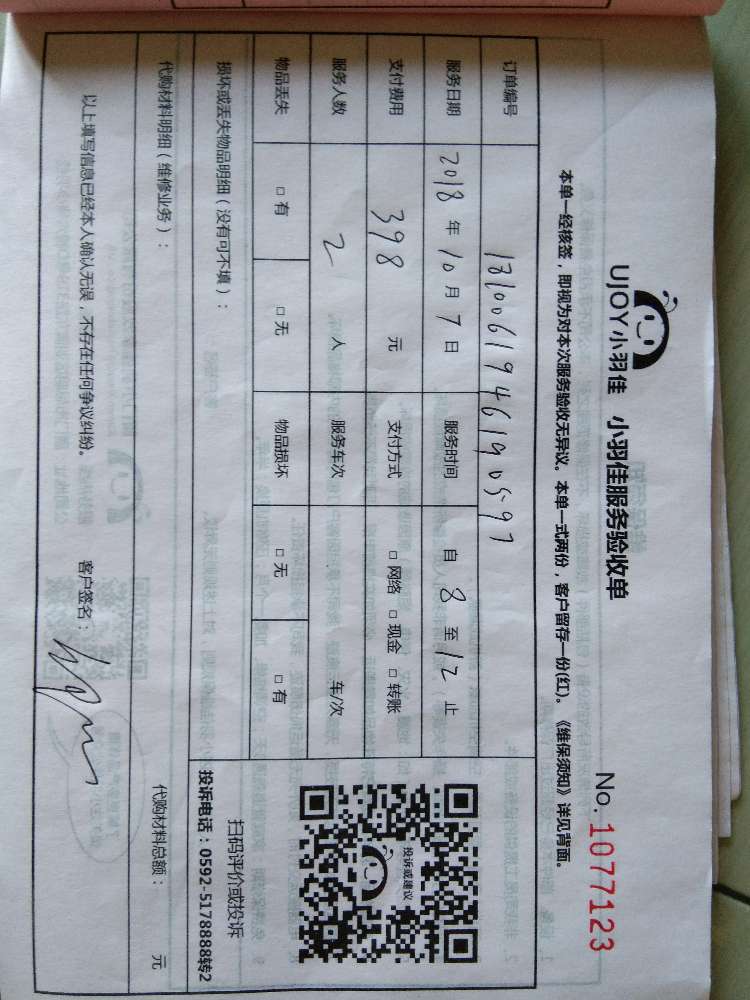 UJOY小羽佳 小羽佳服务验收单
No. 1077123
本单一经核签，即视为对本次服务验收无异议。本单一式两份，客户留存一份(红)。《维保须知》详见背面。
订单编号 1810061946190597
服务日期 2018 年 10 月 7 日 服务时间 自 8 至 12 止
支付费用 398 元 支付方式 □ 网络 □ 现金 □ 转账
服务人数 2 人 服务车次 车/次
物品丢失 □ 有 □ 无 物品损坏 □ 无 □ 有
投诉或建议
扫码评价或投诉
投诉电话：0592-5178888转2
损坏或丢失物品明细（没有可不填）：
代购材料明细（维修业务）：
代购材料总额： 元
以上填写信息已经本人确认无误，不存在任何争议纠纷。 客户签名：